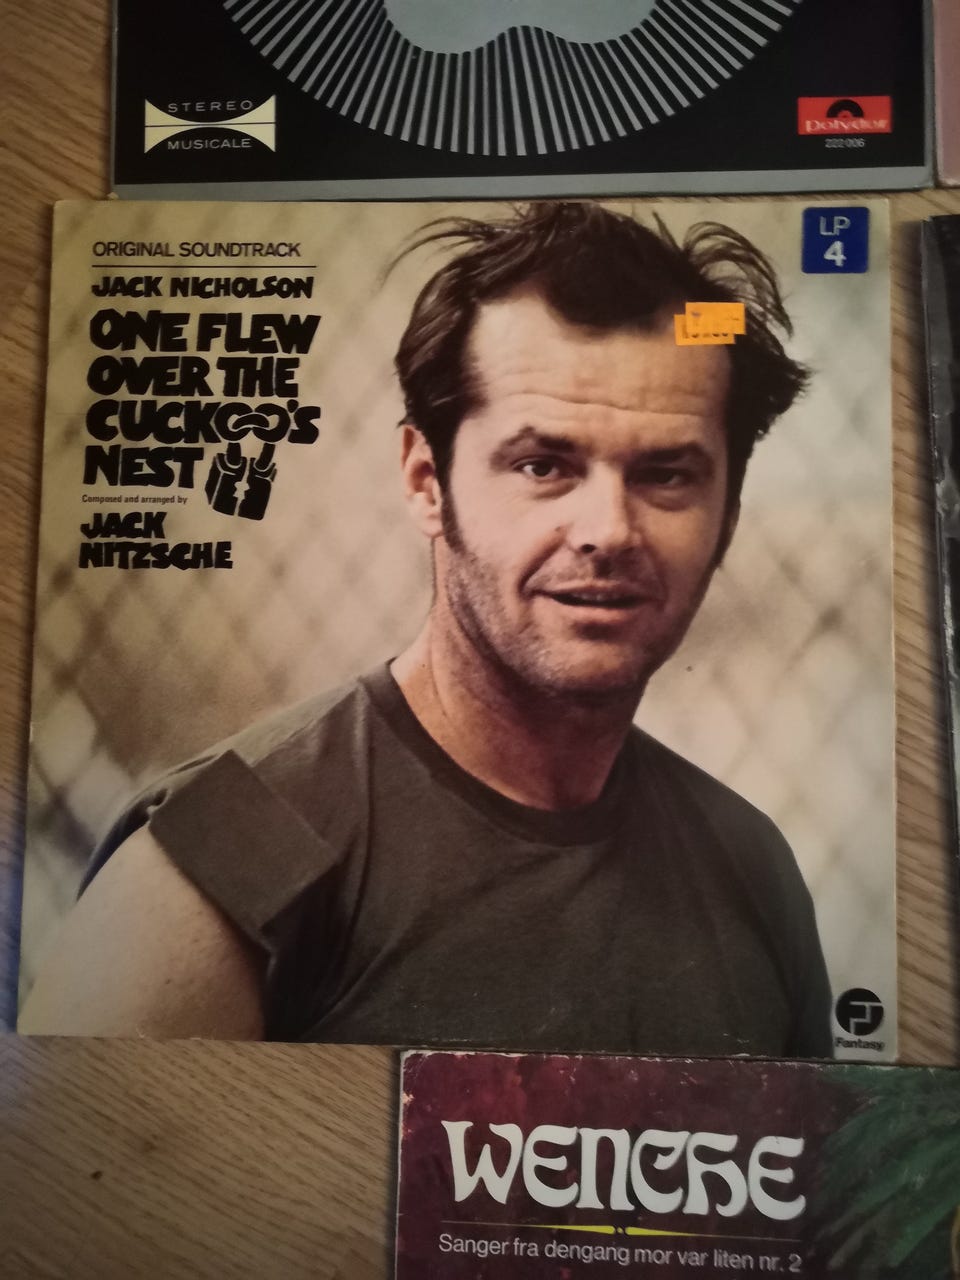 STEREO
MUSICALE
polydor
222 006
ORIGINAL SOUNDTRACK
JACK NICHOLSON
ONE FLEW
OVER THE
CUCKOO'S
NEST
Composed and arranged by
JACK
NITZSCHE
LP
4
Fantasy
WENCHE
Sanger fra dengang mor var liten nr. 2